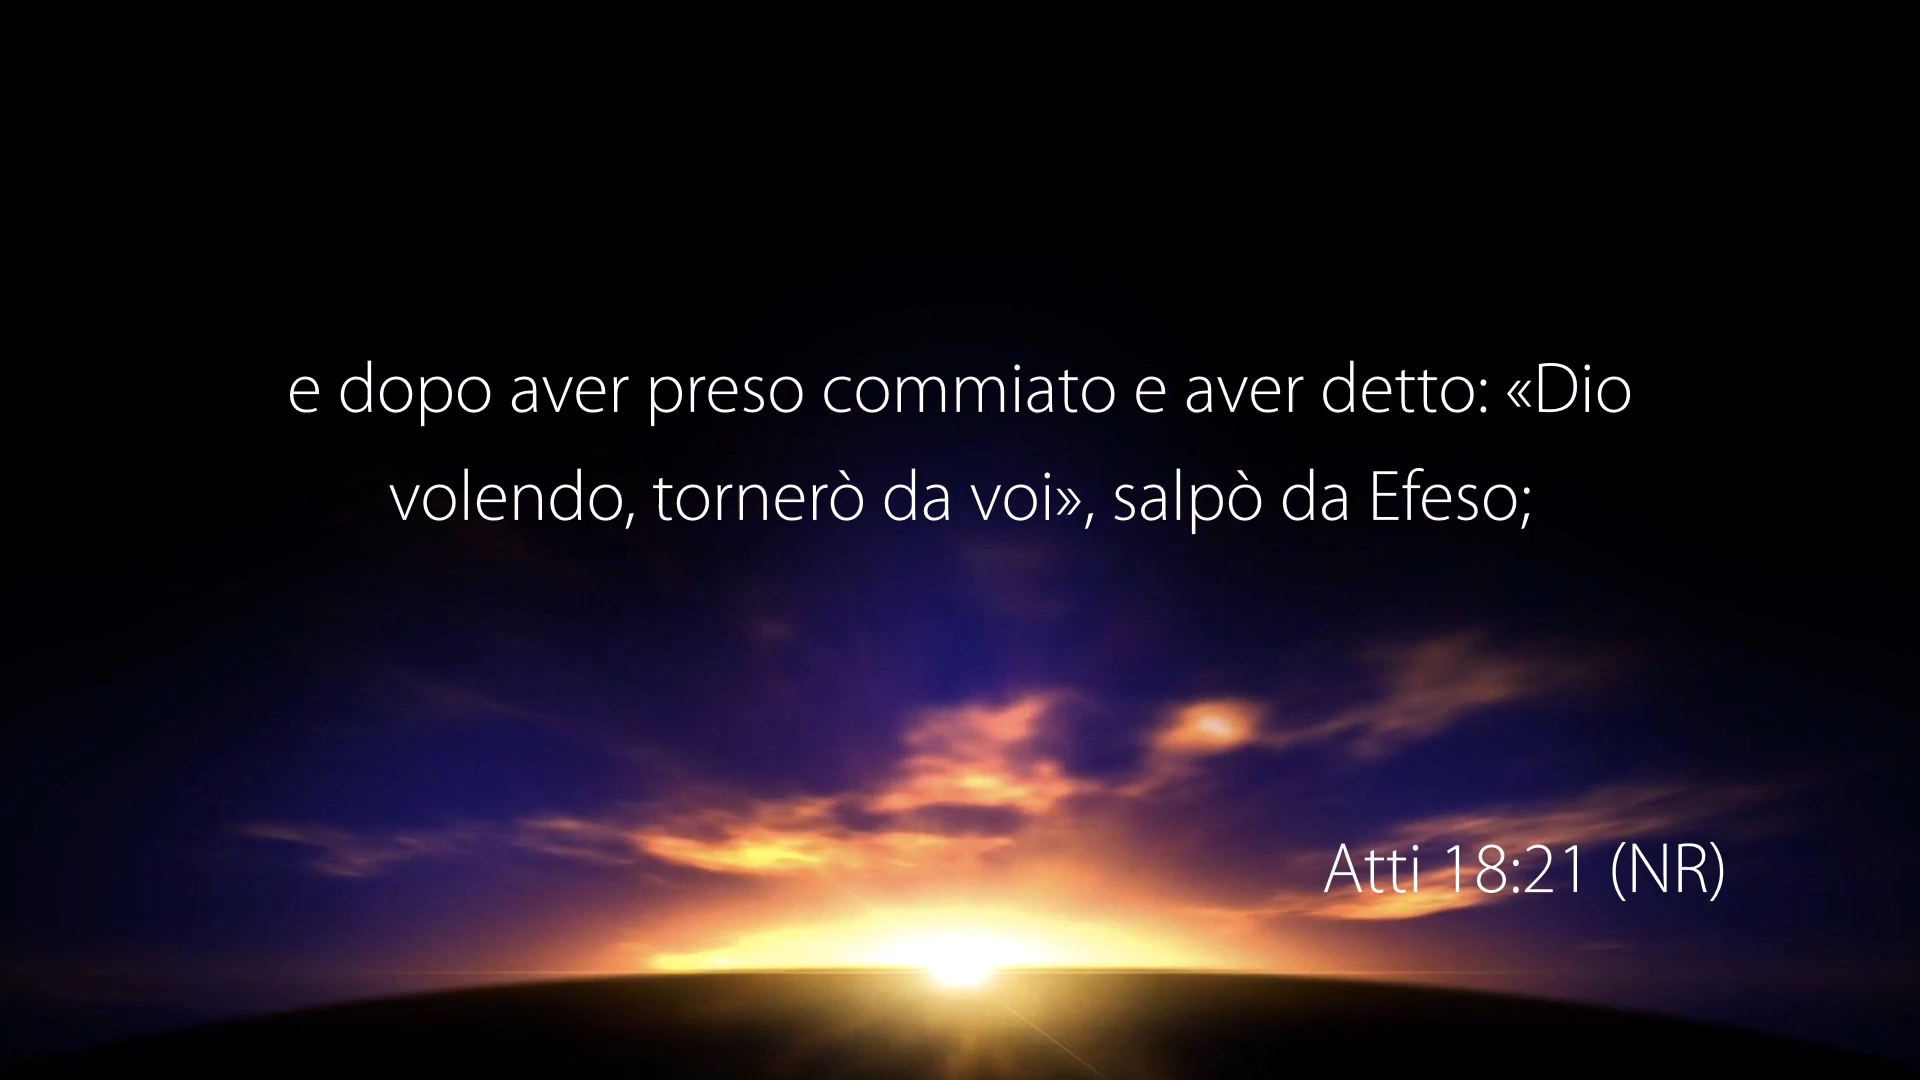 e dopo aver preso commiato e aver detto: «Dio
volendo, tornerò da voi», salpò da Efeso;
Atti 18:21 (NR)